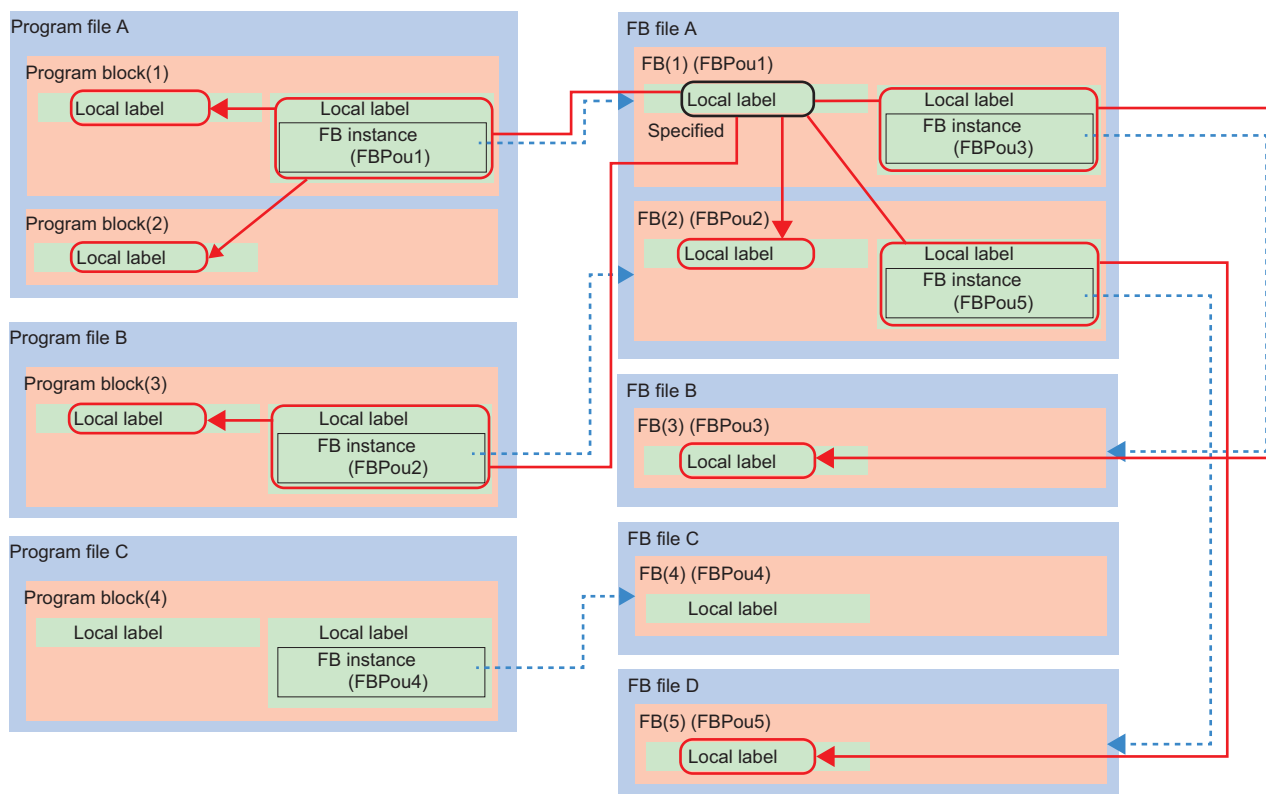 Program file A
Program block(1)
Local label
Local label
FB instance
(FBPou1)
Program block(2)
Local label
Program file B
Program block(3)
Local label
Local label
FB instance
(FBPou2)
Program file C
Program block(4)
Local label
Local label
FB instance
(FBPou4)
FB file A
FB(1) (FBPou1)
Local label
Specified
Local label
FB instance
(FBPou3)
FB(2) (FBPou2)
Local label
Local label
FB instance
(FBPou5)
FB file B
FB(3) (FBPou3)
Local label
FB file C
FB(4) (FBPou4)
Local label
FB file D
FB(5) (FBPou5)
Local label